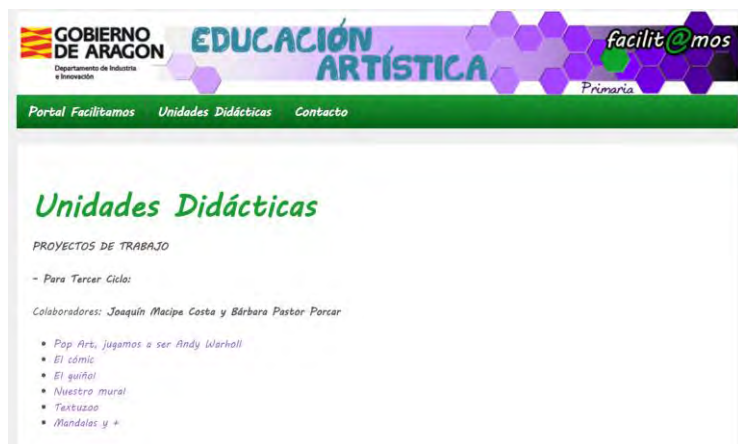 GOBIERNO
DE ARAGON
Departamento de Industria
e Innovación
EDUCACIÓN
ARTÍSTICA
facilit@mos
Primaria
Portal Facilitamos Unidades Didácticas Contacto
Unidades Didácticas
PROYECTOS DE TRABAJO
- Para Tercer Ciclo:
Colaboradores: Joaquín Macipe Costa y Bárbara Pastor Porcar
Pop Art, jugamos a ser Andy Warholl
El cómic
El guiñol
Nuestro mural
Textuzoo
Mandalas y +